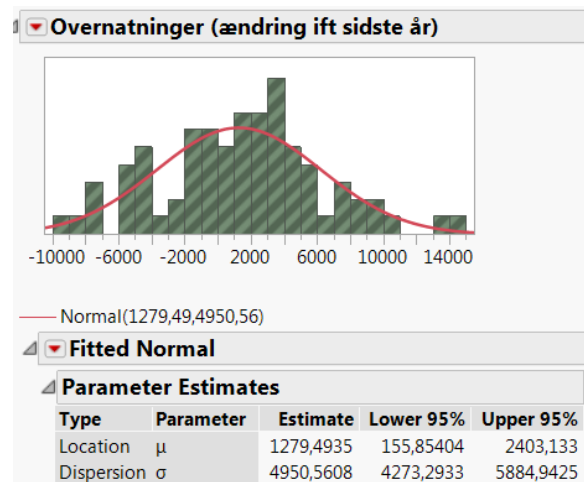 Overnatninger (ændring ift sidste år)
-10000 -6000 -2000 2000 6000 10000 14000
Normal(1279,49,4950,56)
Fitted Normal
Parameter Estimates
Type Parameter Estimate Lower 95% Upper 95%
Location μ 1279,4935 155,85404 2403,133
Dispersion σ 4950,5608 4273,2933 5884,9425